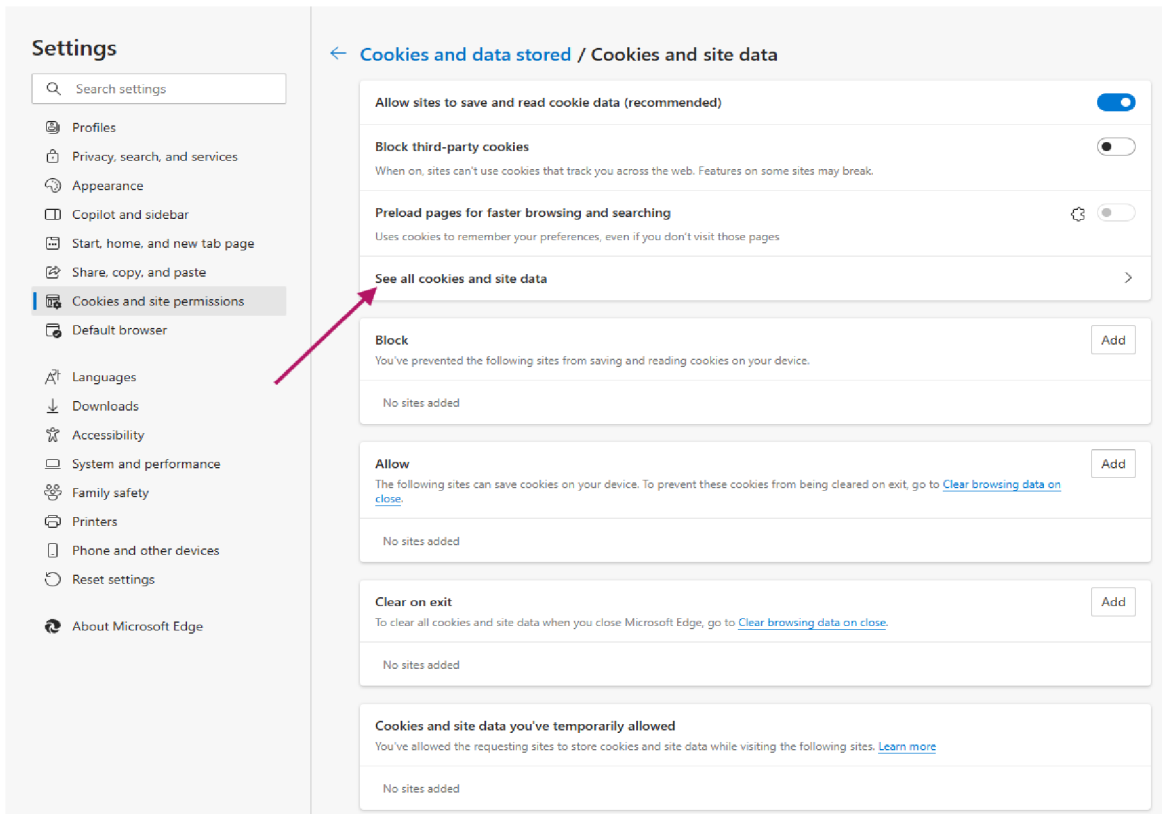 Settings
Search settings
Profiles
Privacy, search, and services
Appearance
Copilot and sidebar
Start, home, and new tab page
Share, copy, and paste
Cookies and site permissions
Default browser
Languages
Downloads
Accessibility
System and performance
Family safety
Printers
Phone and other devices
Reset settings
About Microsoft Edge
Cookies and data stored / Cookies and site data
Allow sites to save and read cookie data (recommended)
Block third-party cookies
When on, sites can't use cookies that track you across the web. Features on some sites may break.
Preload pages for faster browsing and searching
Uses cookies to remember your preferences, even if you don't visit those pages
See all cookies and site data
Block
Add
You've prevented the following sites from saving and reading cookies on your device.
No sites added
Allow
Add
The following sites can save cookies on your device. To prevent these cookies from being cleared on exit, go to Clear browsing data on
close.
No sites added
Clear on exit
Add
To clear all cookies and site data when you close Microsoft Edge, go to Clear browsing data on close.
No sites added
Cookies and site data you've temporarily allowed
You've allowed the requesting sites to store cookies and site data while visiting the following sites. Learn more
No sites added